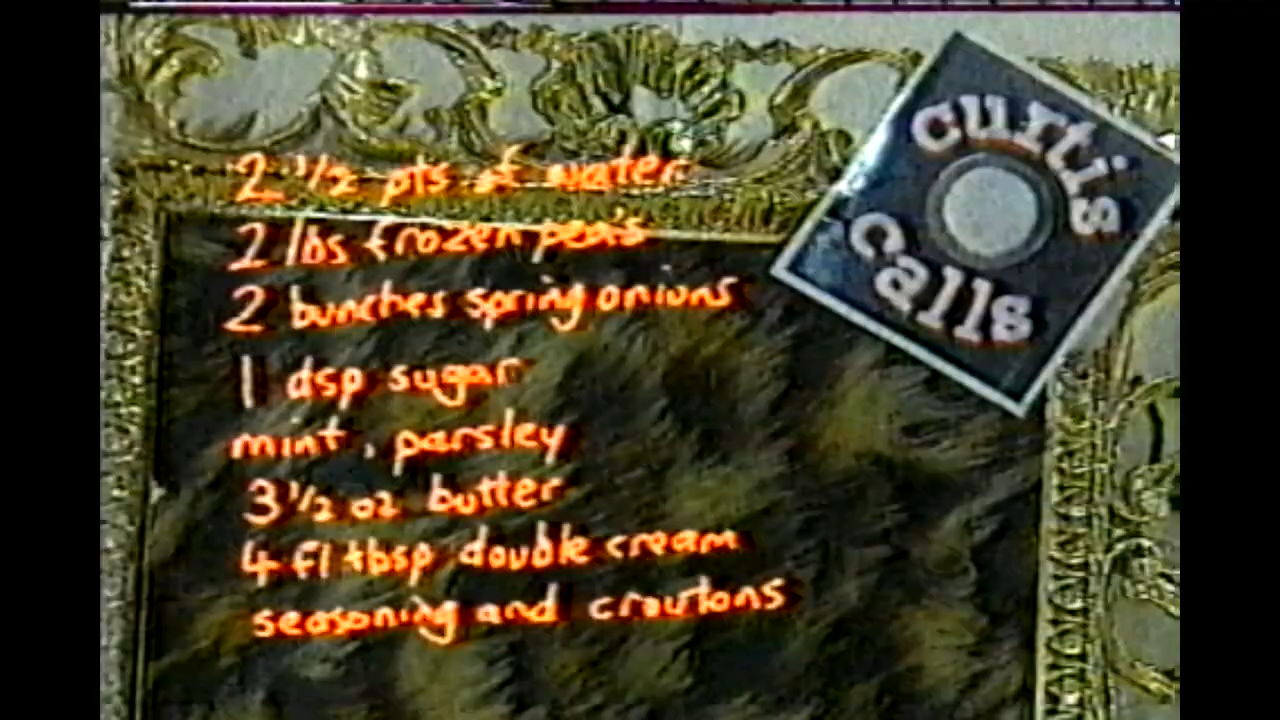 2 1/2 pts of water
2 lbs frozen peas
2 bunches spring onions
1 dsp sugar
mint, parsley
3 1/2 oz butter
4 fl tbsp double cream
seasoning and croutons
curtis
calls